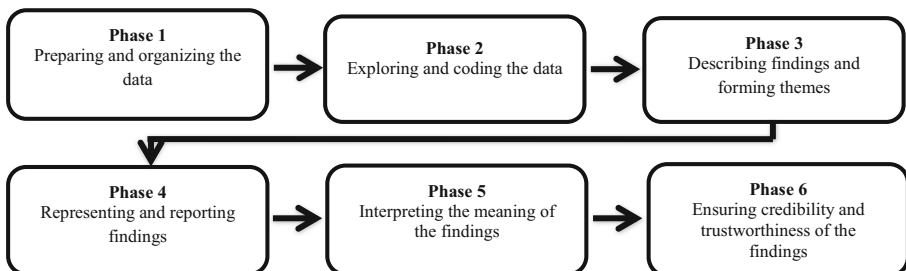 Phase 1
Preparing and organizing the
data
Phase 2
Exploring and coding the data
Phase 3
Describing findings and
forming themes
Phase 4
Representing and reporting
findings
Phase 5
Interpreting the meaning of
the findings
Phase 6
Ensuring credibility and
trustworthiness of the
findings